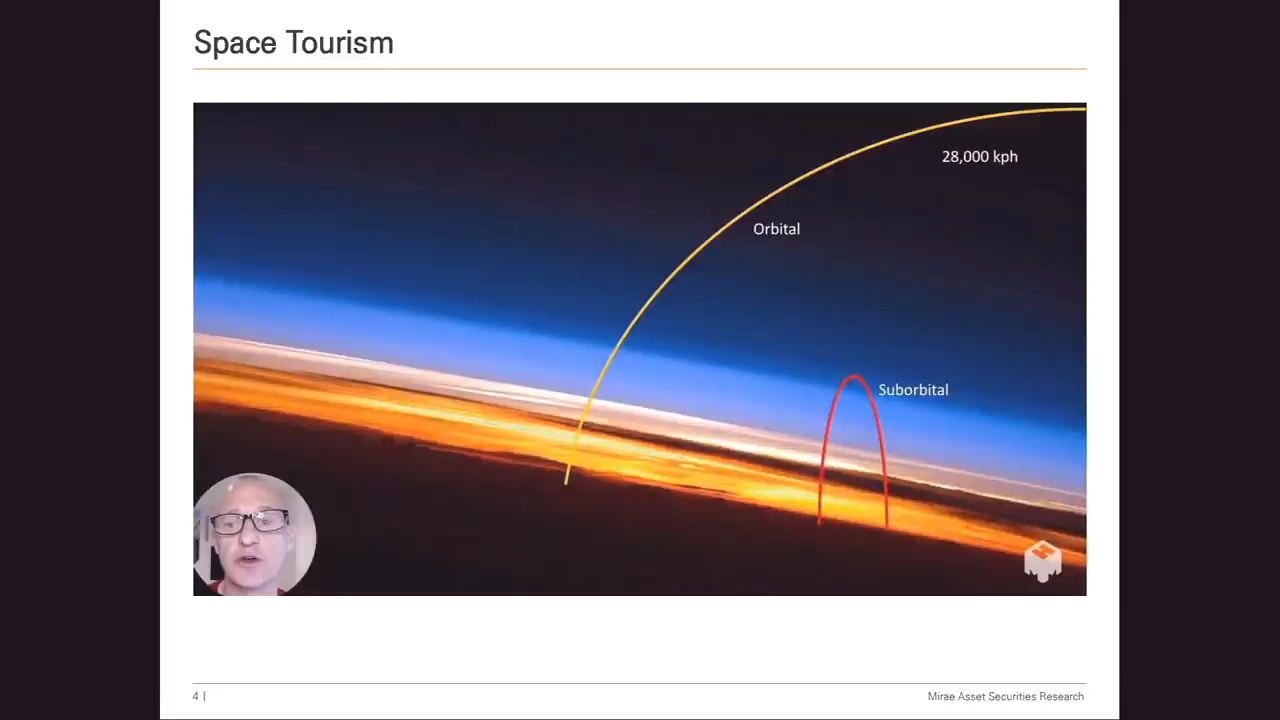 Space Tourism
28,000 kph
Orbital
Suborbital
4 |
Mirae Asset Securities Research